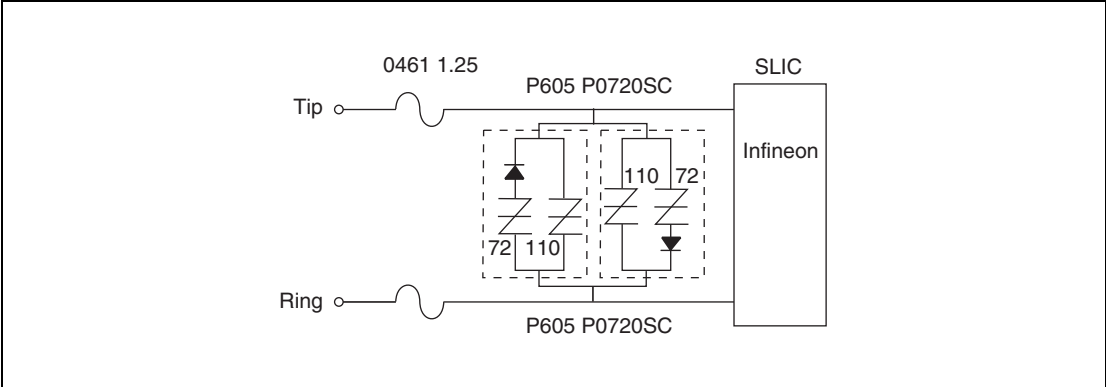 0461 1.25
SLIC
P605 P0720SC
Tip
Infineon
110 72
72 110
Ring
P605 P0720SC